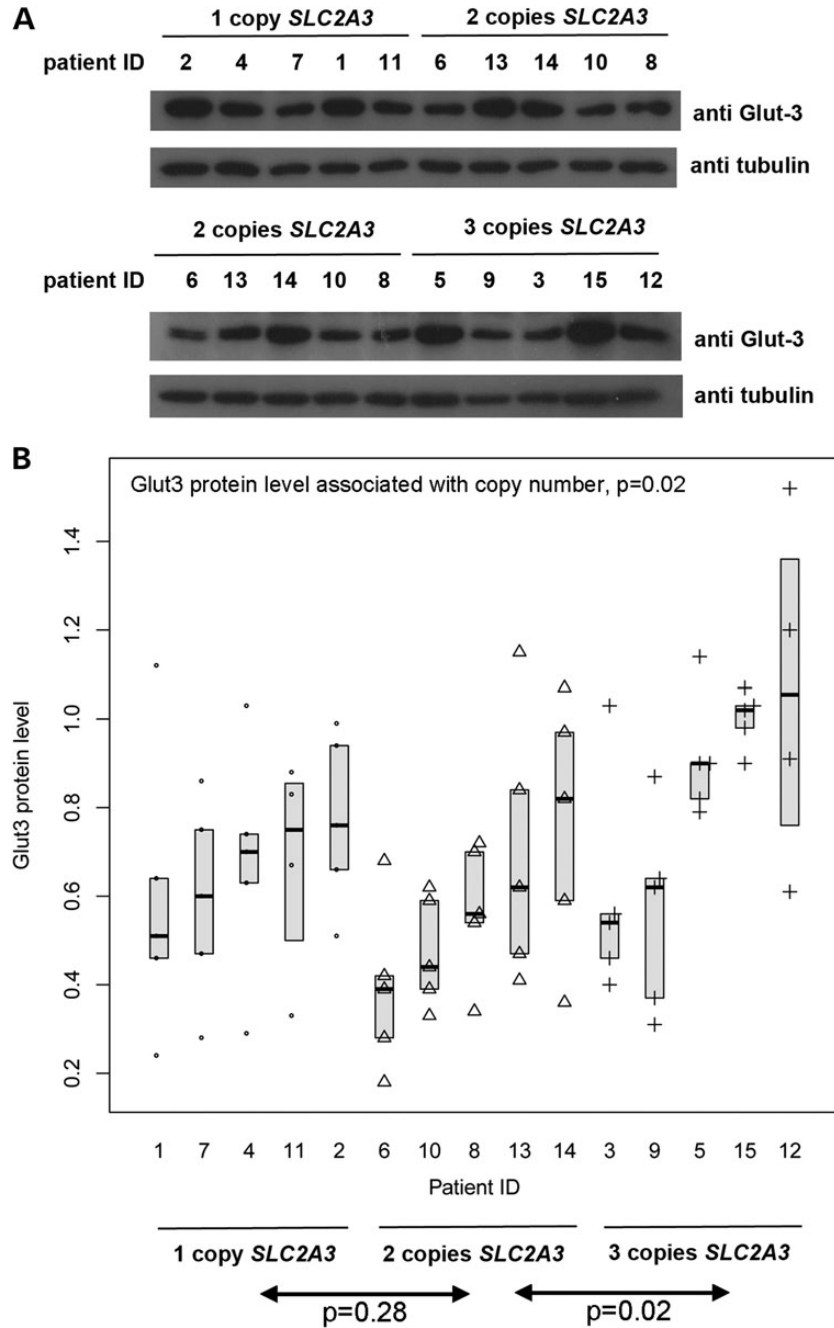 A
1 copy SLC2A3 2 copies SLC2A3
patient ID 2 4 7 1 11 6 13 14 10 8
anti Glut-3
anti tubulin
2 copies SLC2A3 3 copies SLC2A3
patient ID 6 13 14 10 8 5 9 3 15 12
anti Glut-3
anti tubulin
B
Glut3 protein level associated with copy number, p=0.02
Glut3 protein level
1.4
1.2
1.0
0.8
0.6
0.4
0.2
1 7 4 11 2 6 10 8 13 14 3 9 5 15 12
Patient ID
1 copy SLC2A3 2 copies SLC2A3 3 copies SLC2A3
p=0.28 p=0.02